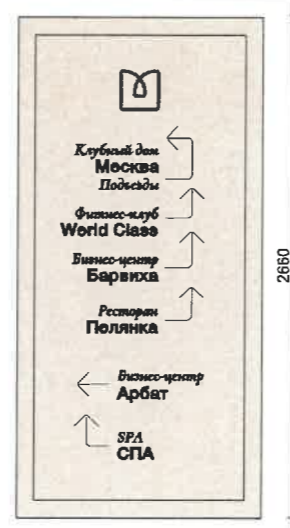 Клубный дом
Москва
Подъезды
Фитнес-клуб
World Class
Бизнес-центр
Барвиха
Ресторан
Полянка
Бизнес-центр
Арбат
SPA
СПА
2660